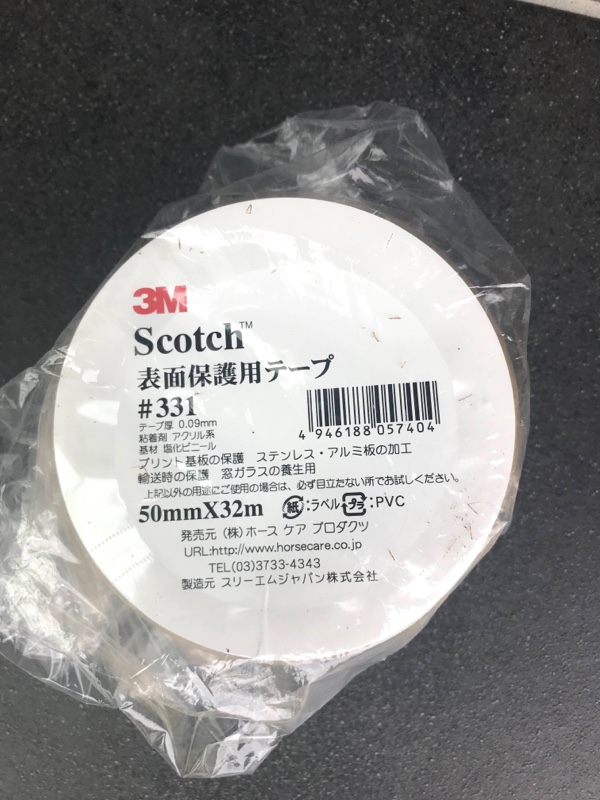 3M
Scotch™
表面保護用テープ
#331
テープ厚 0.09mm
粘着剤 アクリル系
基材 塩化ビニール
4 946188 057404
プリント基板の保護 ステンレス・アルミ板の加工
輸送時の保護 窓ガラスの養生用
上記以外の用途にご使用の場合は、必ず目立たない所でお試しください。
50mmX32m 紙:ラベル プラ:PVC
発売元 (株)ホース ケア プロダクツ
URL:http://www.horsecare.co.jp
TEL(03)3733-4343
製造元 スリーエムジャパン株式会社